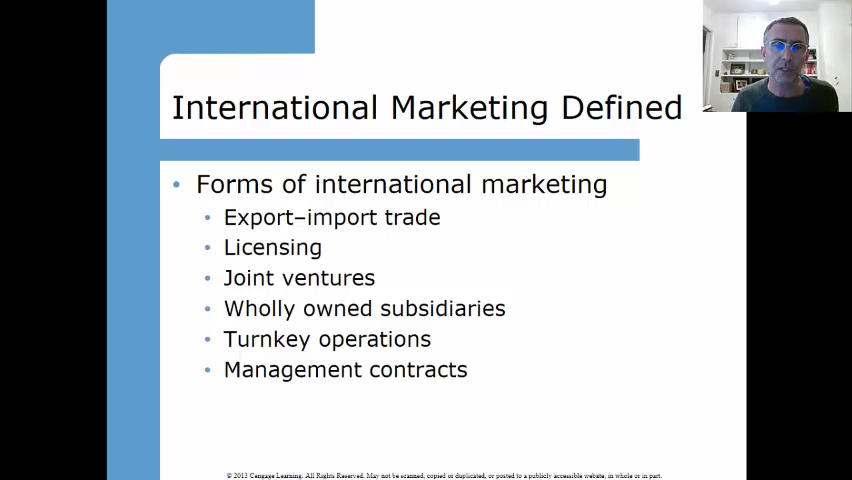 International Marketing Defined
• Forms of international marketing
• Export–import trade
• Licensing
• Joint ventures
• Wholly owned subsidiaries
• Turnkey operations
• Management contracts
© 2013 Cengage Learning. All Rights Reserved. May not be scanned, copied or duplicated, or posted to a publicly accessible website, in whole or in part.